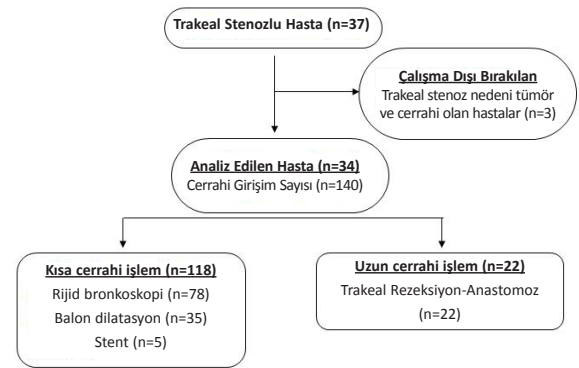 Trakeal Stenozlu Hasta (n=37)
Çalışma Dışı Bırakılan
Trakeal stenoz nedeni tümör
ve cerrahi olan hastalar (n=3)
Analiz Edilen Hasta (n=34)
Cerrahi Girişim Sayısı (n=140)
Kısa cerrahi işlem (n=118)
Rijid bronkoskopi (n=78)
Balon dilatasyon (n=35)
Stent (n=5)
Uzun cerrahi işlem (n=22)
Trakeal Rezeksiyon-Anastomoz
(n=22)